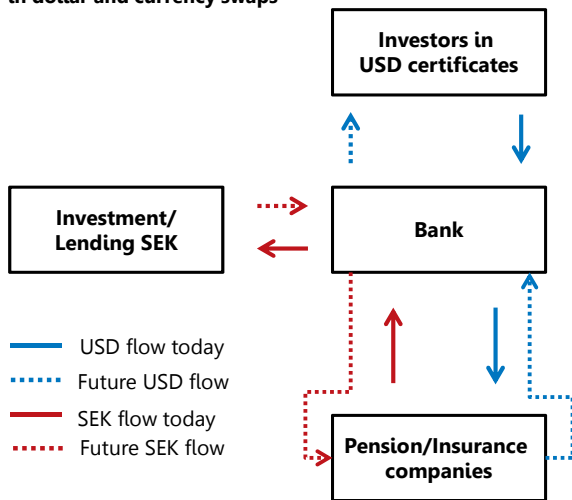 in dollar and currency swaps
Investors in
USD certificates
Investment/
Lending SEK
Bank
USD flow today
Future USD flow
SEK flow today
Future SEK flow
Pension/Insurance
companies